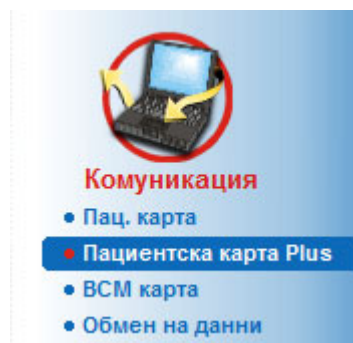 Комуникация
Пац. карта
Пациентска карта Plus
ВСМ карта
Обмен на данни